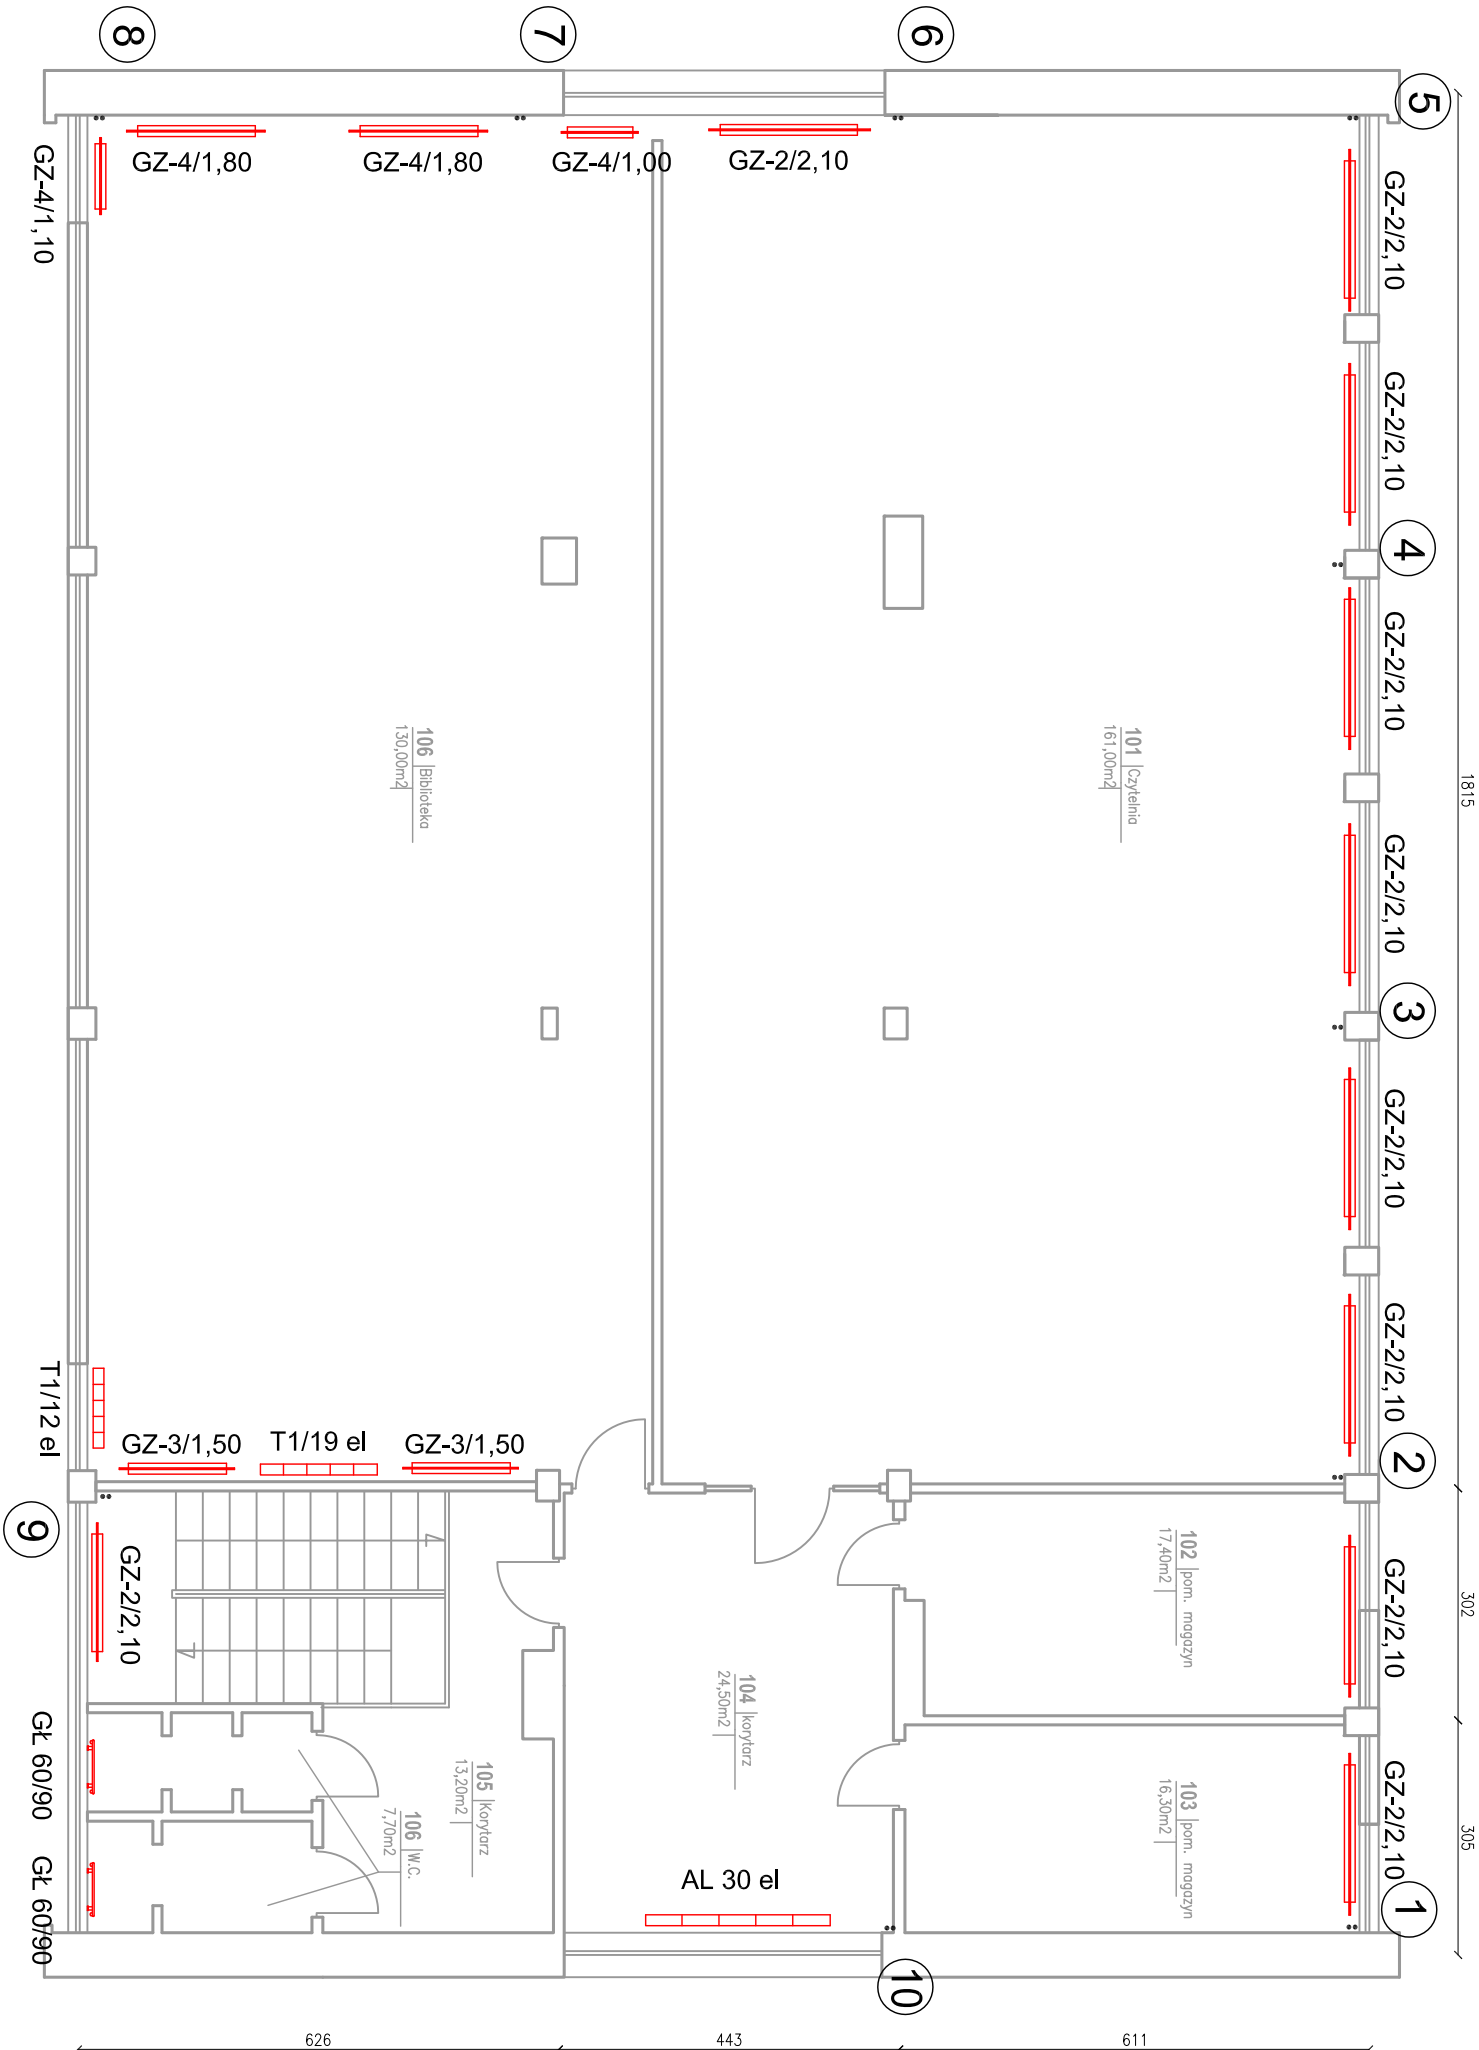 8
7
6
5
GZ-4/1,80
GZ-4/1,80
GZ-4/1,00
GZ-2/2,10
GZ-4/1,10
GZ-2/2,10
GZ-2/2,10
4
GZ-2/2,10
1815
106 Biblioteka
130,00m2
101 Czytelnia
161,00m2
GZ-2/2,10
3
GZ-2/2,10
GZ-2/2,10
2
T1/12 el
GZ-3/1,50
T1/19 el
GZ-3/1,50
9
GZ-2/2,10
102 pom. magazyn
17,40m2
GZ-2/2,10
302
104 korytarz
24,50m2
GŁ 60/90
105 Korytarz
13,20m2
106 W.C.
7,70m2
103 pom. magazyn
16,30m2
GZ-2/2,10
305
GŁ 60/90
AL 30 el
1
10
626
443
611